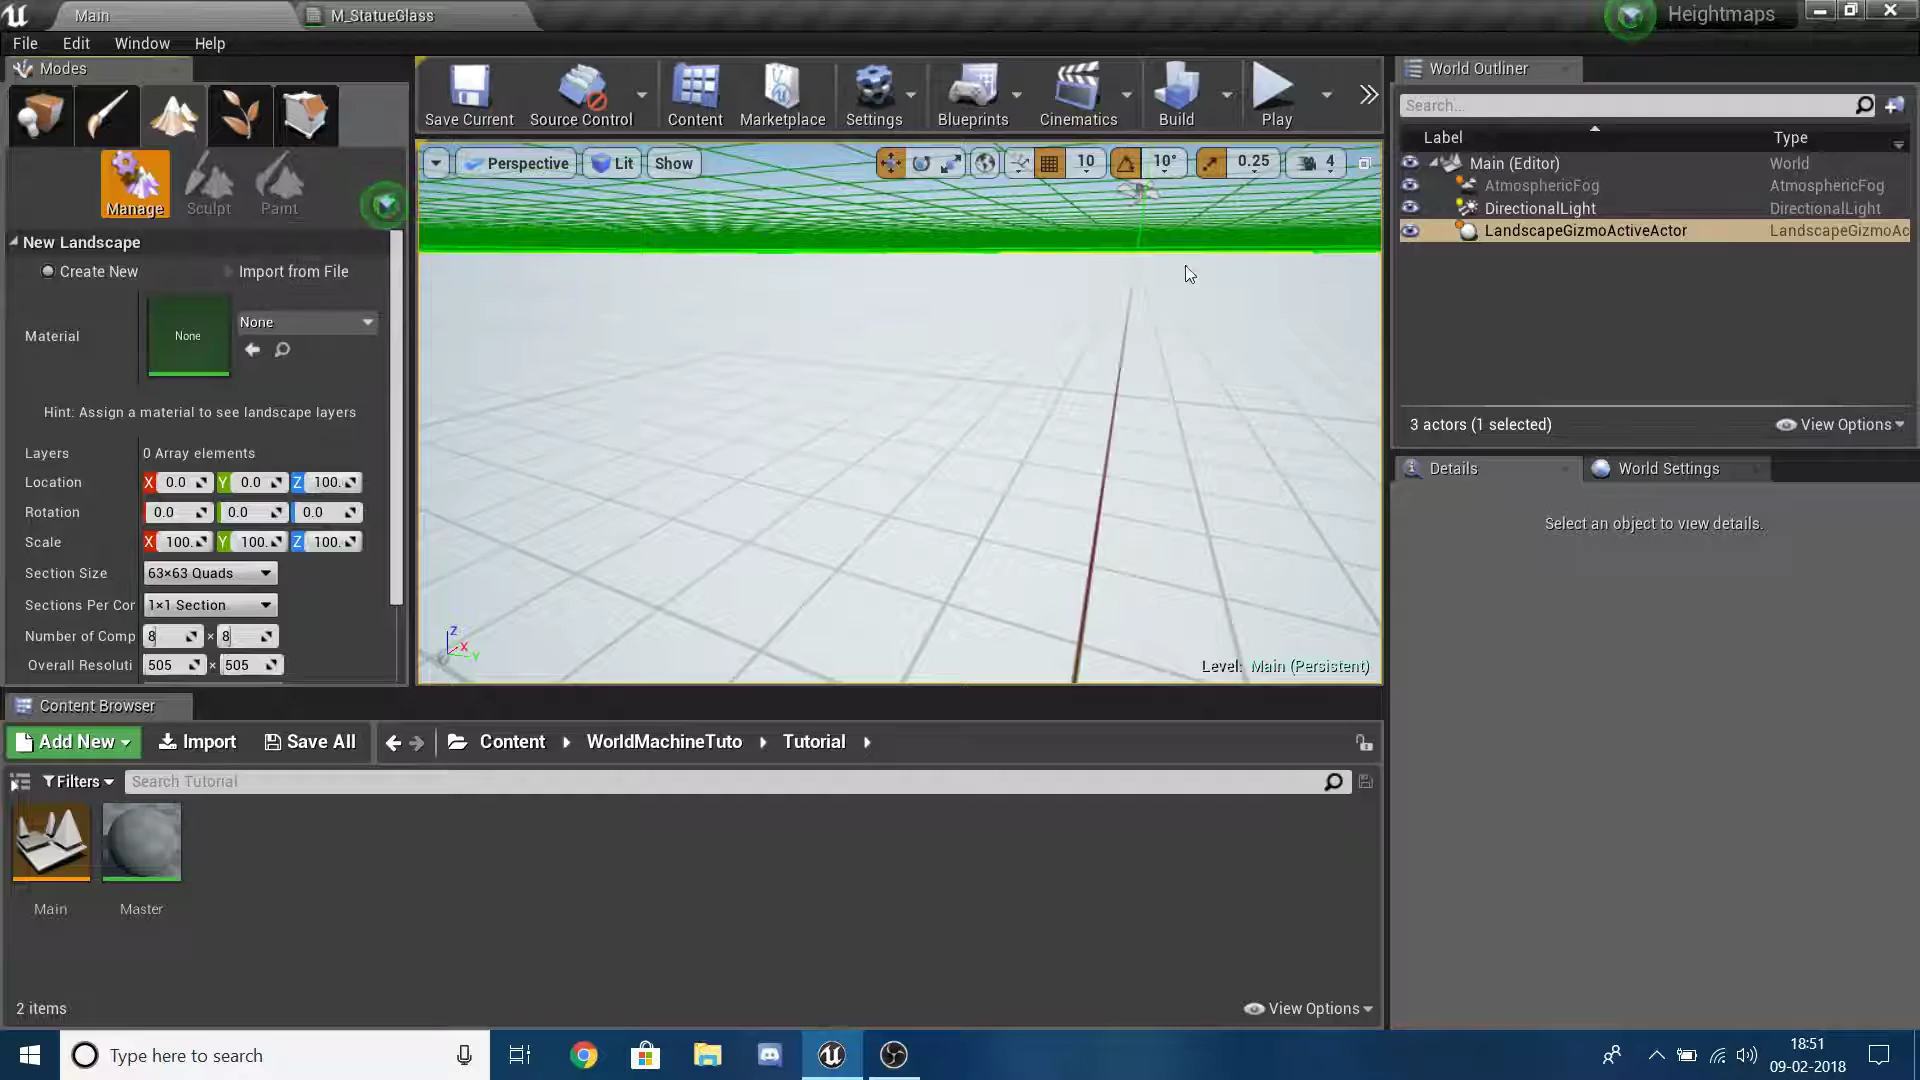 Main
M_StatueGlass
Heightmaps
File Edit Window Help
Modes
Manage Sculpt Paint
New Landscape
Create New Import from File
Material
None
None
Hint: Assign a material to see landscape layers
Layers 0 Array elements
Location X 0.0 Y 0.0 Z 100.
Rotation 0.0 0.0 0.0
Scale X 100. Y 100. Z 100.
Section Size 63×63 Quads
Sections Per Cor 1×1 Section
Number of Comp 8 × 8
Overall Resoluti 505 × 505
Save Current Source Control Content Marketplace Settings Blueprints Cinematics Build Play
Perspective Lit Show 10 10° 0.25 4
Z X Y
Level: Main (Persistent)
World Outliner
Search...
Label Type
Main (Editor) World
AtmosphericFog AtmosphericFog
DirectionalLight DirectionalLight
LandscapeGizmoActiveActor LandscapeGizmoAc
3 actors (1 selected) View Options
Details World Settings
Select an object to view details.
Content Browser
Add New Import Save All Content WorldMachineTuto Tutorial
Filters Search Tutorial
Main Master
2 items View Options
Type here to search
18:51
09-02-2018